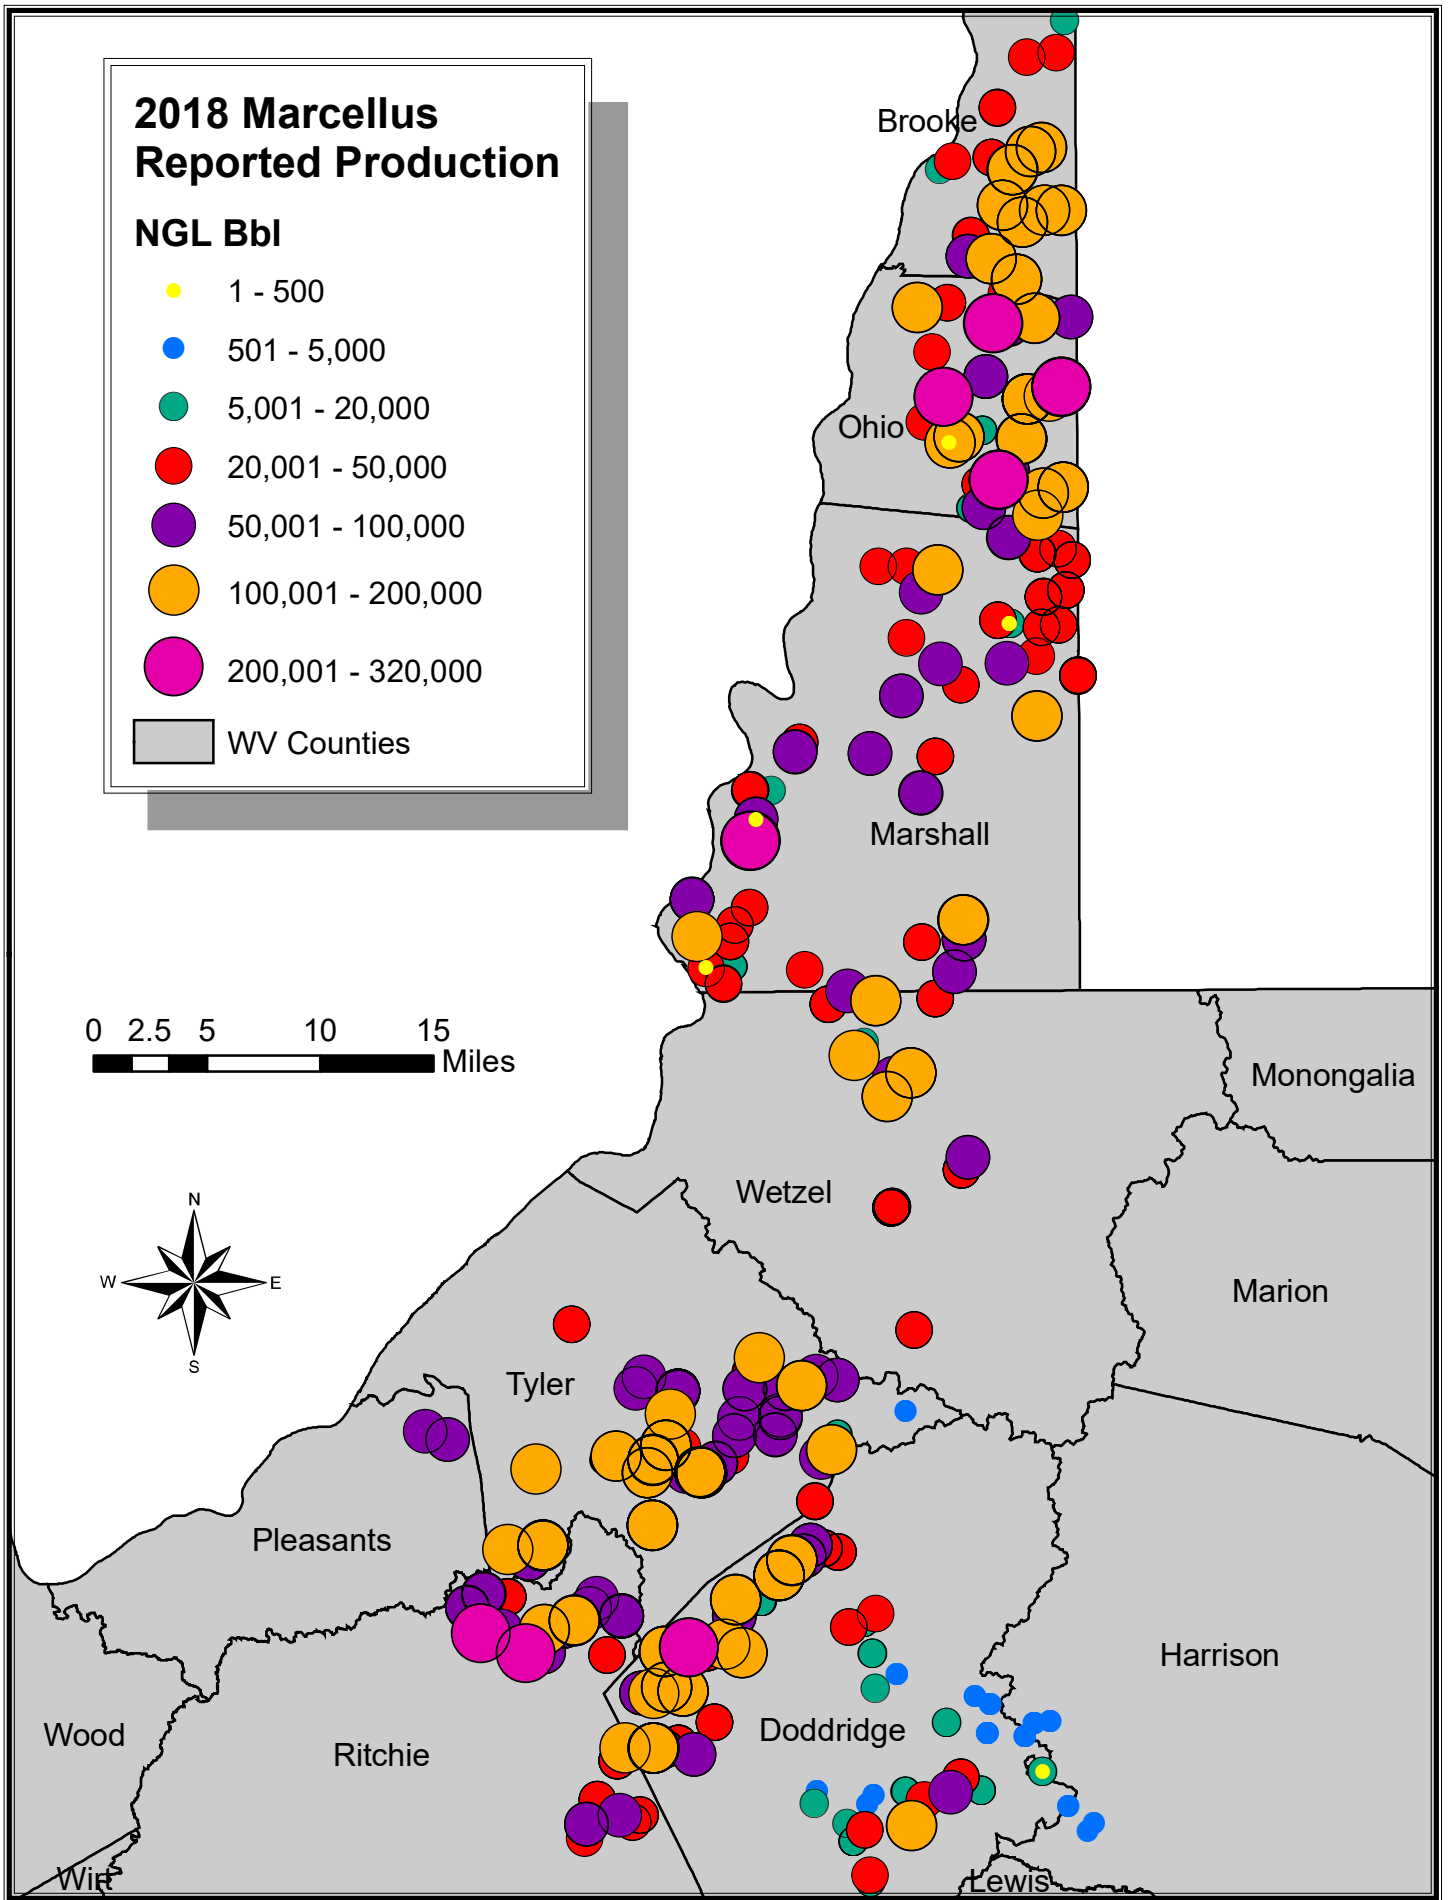 2018 Marcellus
Reported Production
NGL Bbl
1 - 500
501 - 5,000
5,001 - 20,000
20,001 - 50,000
50,001 - 100,000
100,001 - 200,000
200,001 - 320,000
WV Counties
Brooke
Ohio
Marshall
0 2.5 5 10 15
Miles
Monongalia
N
W E
S
Wetzel
Marion
Tyler
Pleasants
Harrison
Doddridge
Wood
Ritchie
Wirt
Lewis